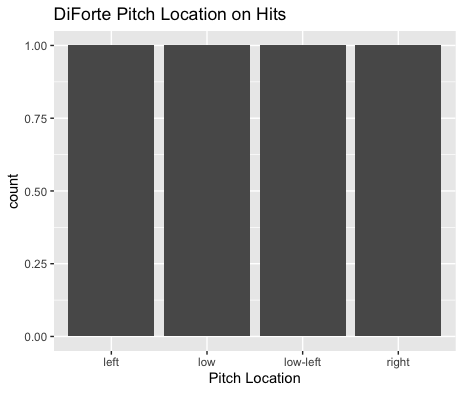 DiForte Pitch Location on Hits
1.00
0.75
0.50
0.25
0.00
count
left low low-left right
Pitch Location